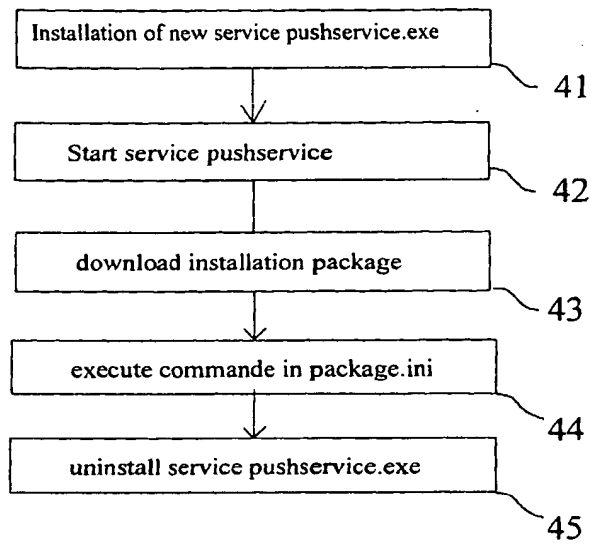 Installation of new service pushservice.exe
41
Start service pushservice
42
download installation package
43
execute commande in package.ini
44
uninstall service pushservice.exe
45